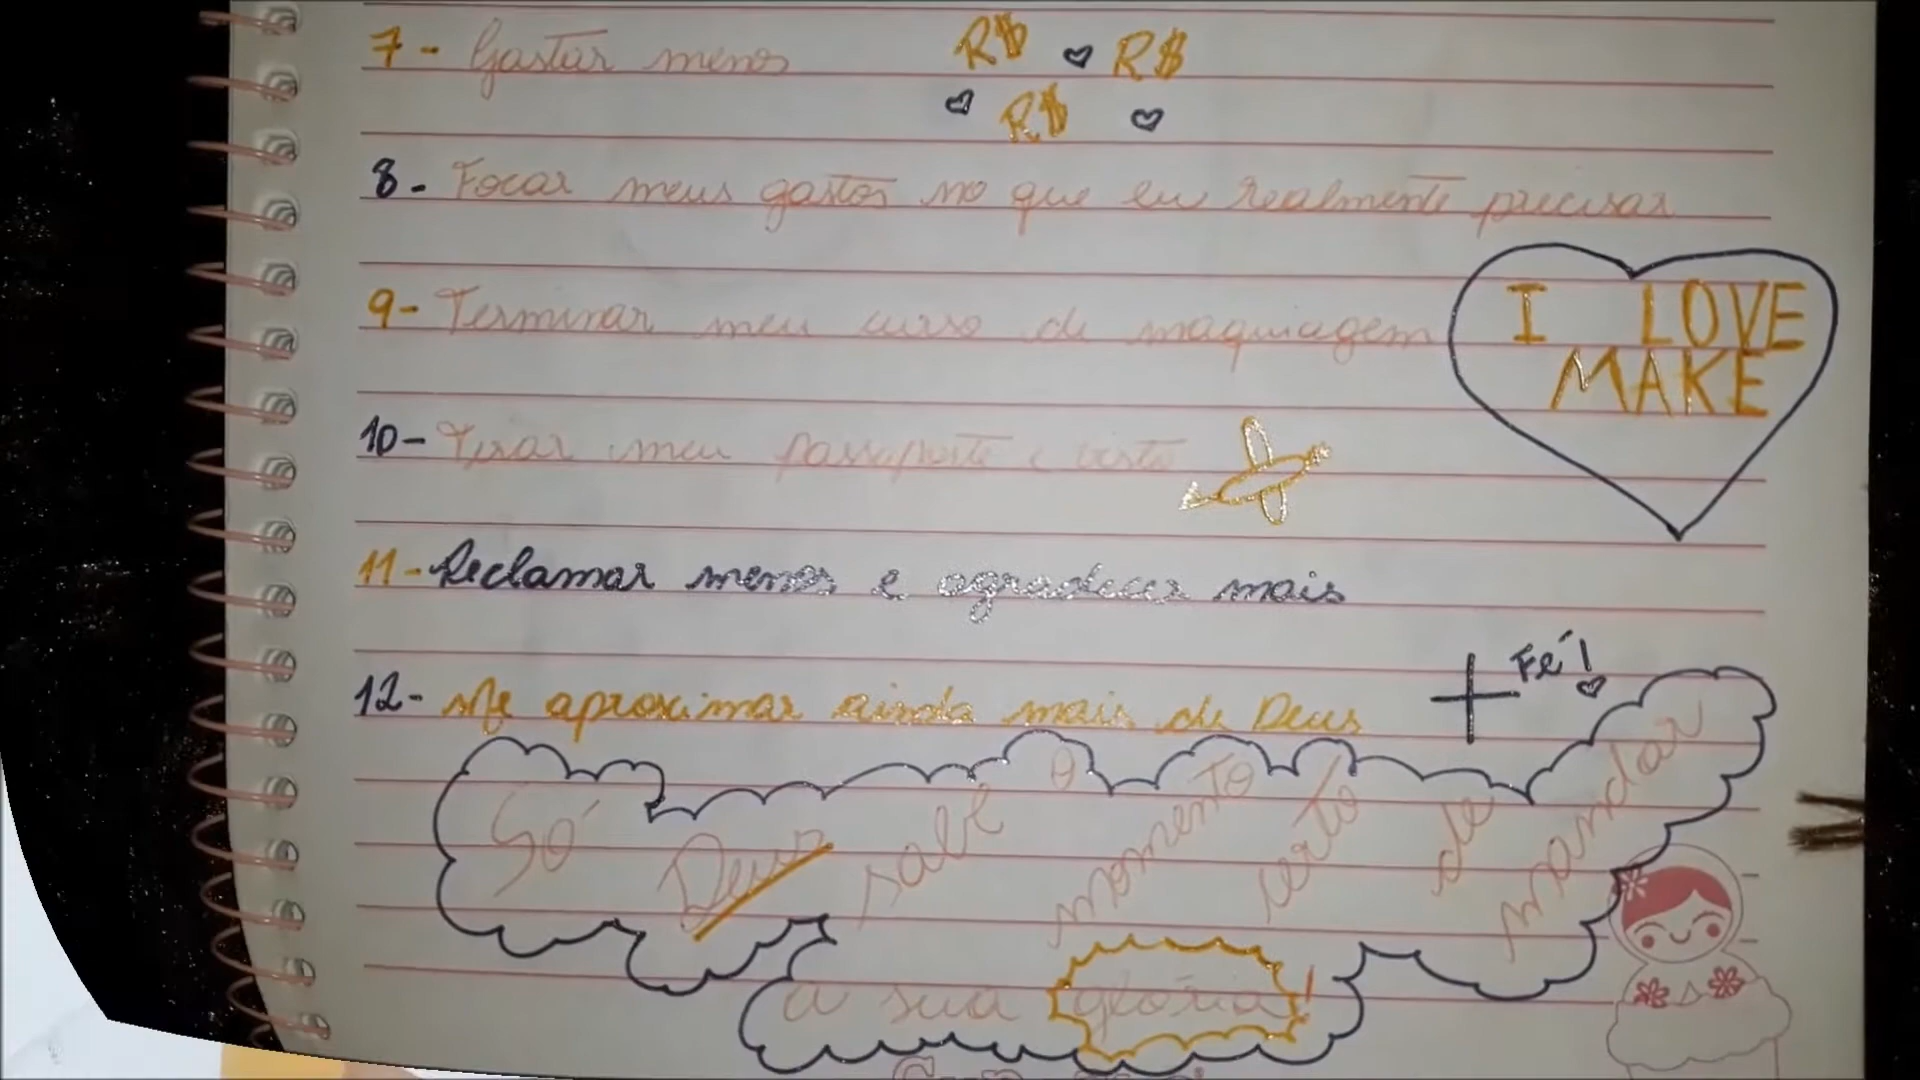 7- Gastar menos
R$ R$
R$
8- Focar meus gastos no que eu realmente precisar
9- Terminar meu curso de maquiagem
I LOVE
MAKE
10- Tirar meu passaporte e visto
11- Reclamar menos e agradecer mais
12- Me aproximar ainda mais de Deus
+ Fé!
Só Deus sabe o momento certo de mandar
a sua glória!